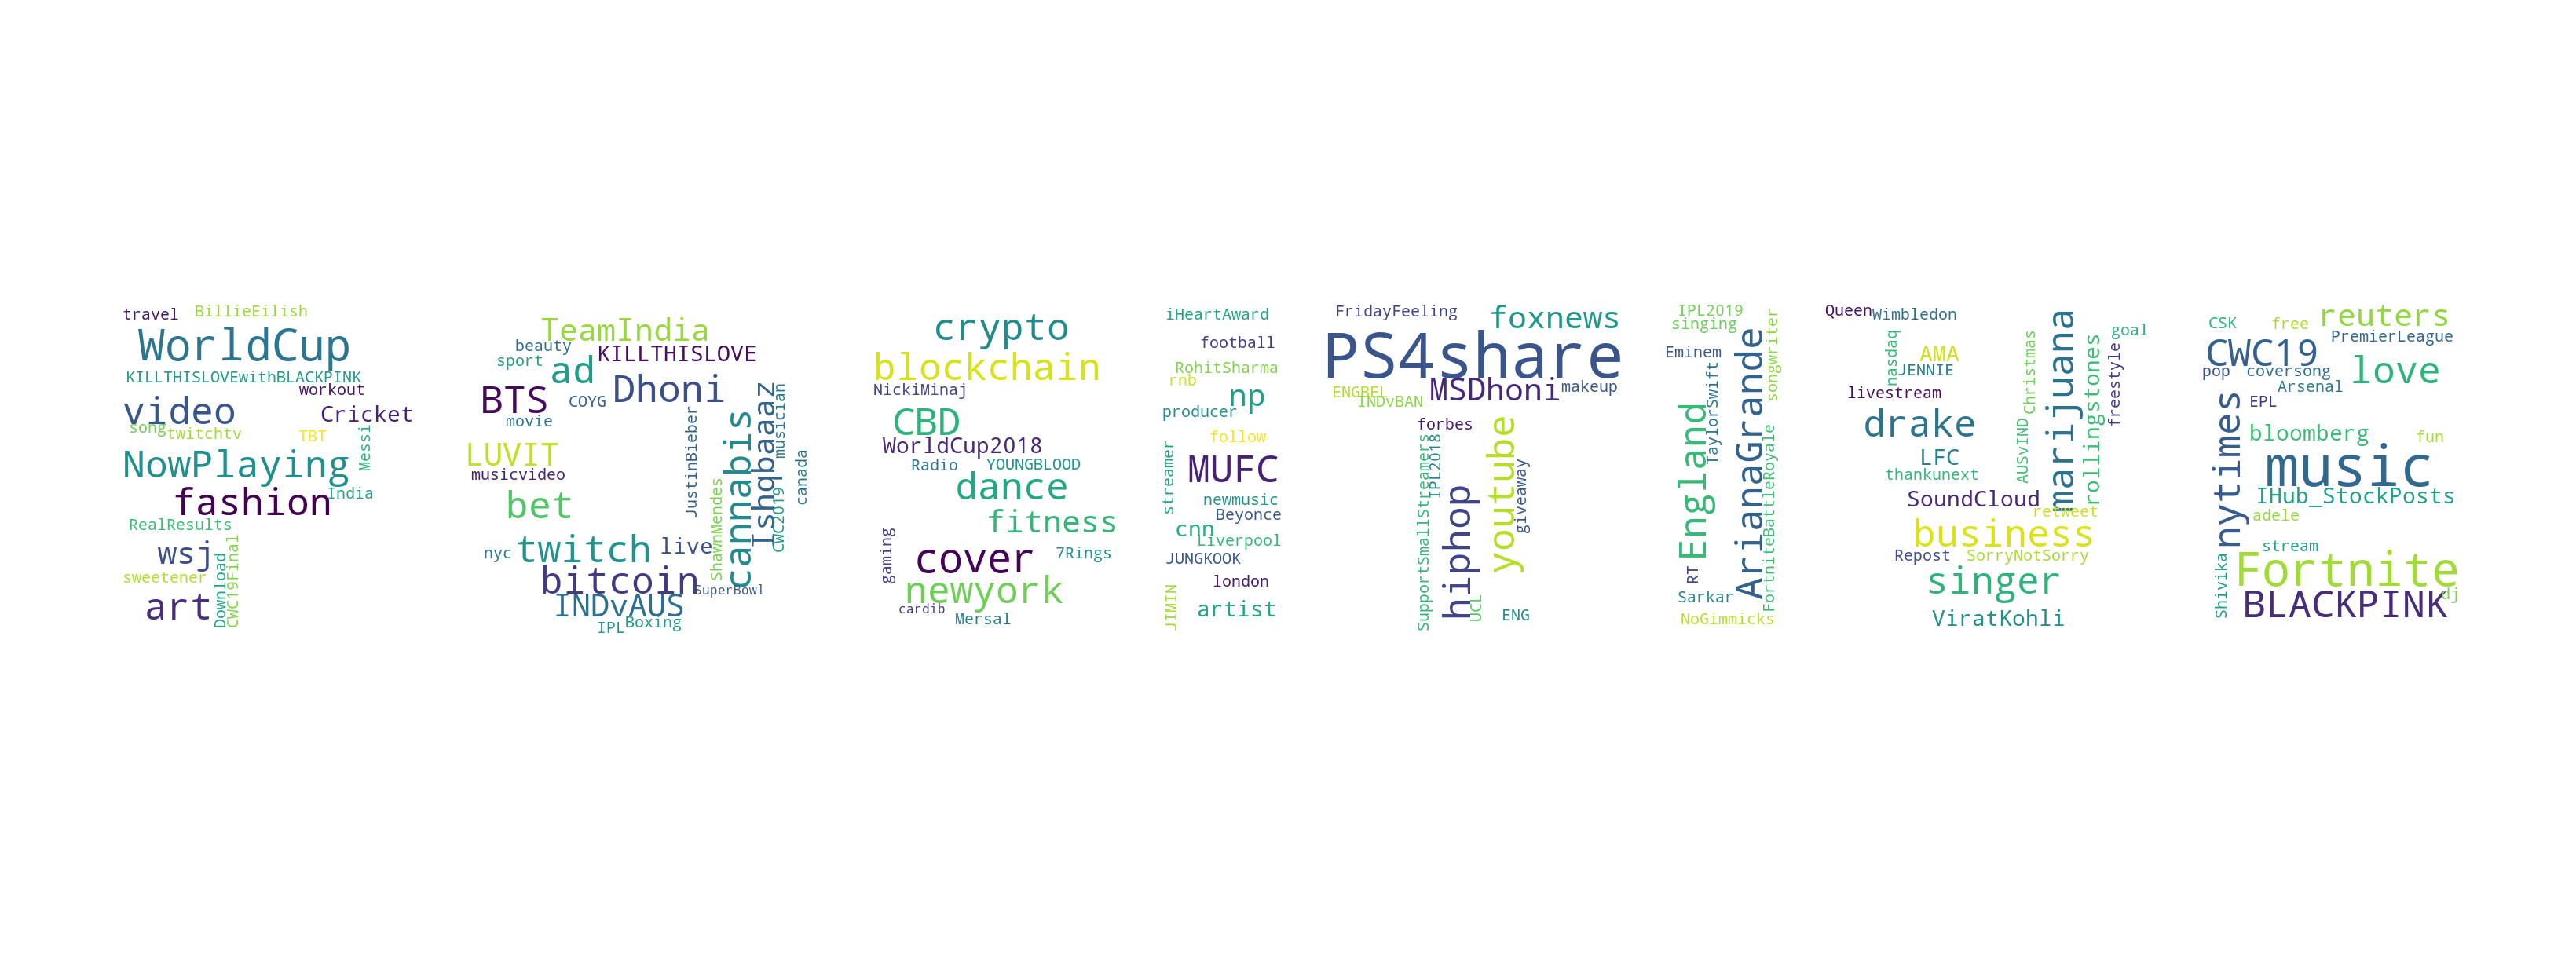 travel
BillieEilish
WorldCup
KILLTHISLOVEwithBLACKPINK
workout
video
Cricket
song
twitchtv
TBT
Messi
NowPlaying
fashion
India
RealResults
wsj
sweetener
Download
CWC19Final
art
TeamIndia
beauty
KILLTHISLOVE
sport
ad
Dhoni
BTS
COYG
movie
LUVIT
musicvideo
bet
JustinBieber
ShawnMendes
cannabis
Ishqbaaaz
musician
CWC2019
canada
nyc
twitch
live
bitcoin
SuperBowl
INDvAUS
IPL
Boxing
crypto
blockchain
NickiMinaj
CBD
WorldCup2018
Radio
YOUNGBLOOD
dance
fitness
gaming
cover
7Rings
newyork
cardib
Mersal
iHeartAward
football
RohitSharma
rnb
np
producer
follow
streamer
MUFC
newmusic
Beyonce
cnn
Liverpool
JUNGKOOK
london
JIMIN
artist
FridayFeeling
foxnews
PS4share
ENGBEL
INDvBAN
MSDhoni
makeup
forbes
SupportSmallStreamers
IPL2018
hiphop
UCL
youtube
giveaway
ENG
IPL2019
singing
Eminem
England
TaylorSwift
ArianaGrande
songwriter
FortniteBattleRoyale
RT
Sarkar
NoGimmicks
Queen
Wimbledon
nasdaq
AMA
JENNIE
livestream
drake
LFC
thankunext
SoundCloud
AUSvIND
Christmas
marijuana
rollingstones
freestyle
goal
retweet
business
Repost
SorryNotSorry
singer
ViratKohli
CSK
free
reuters
PremierLeague
CWC19
pop
coversong
love
Arsenal
EPL
nytimes
bloomberg
fun
music
IHub_StockPosts
adele
stream
Shivika
Fortnite
dj
BLACKPINK